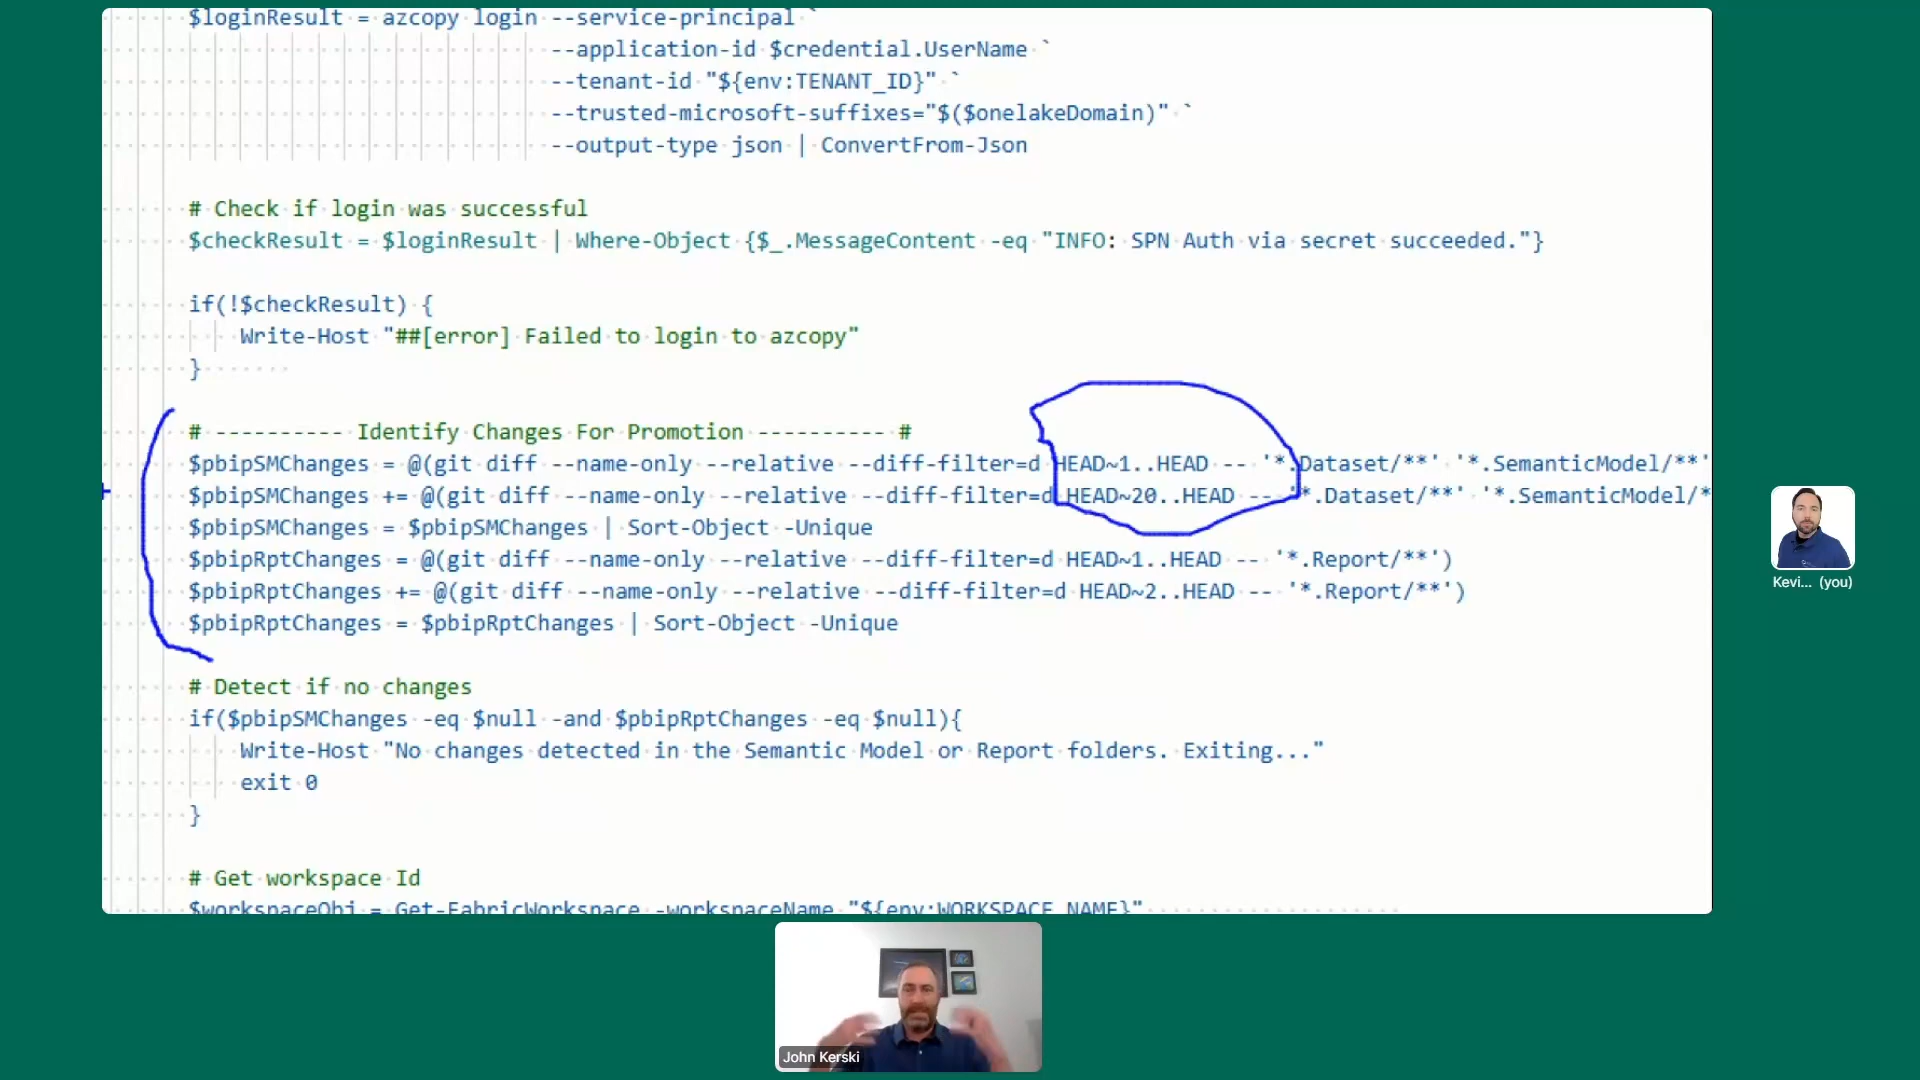 $loginResult = azcopy login --service-principal `
--application-id $credential.UserName `
--tenant-id "${env:TENANT_ID}" `
--trusted-microsoft-suffixes="$($onelakeDomain)" `
--output-type json | ConvertFrom-Json
# Check if login was successful
$checkResult = $loginResult | Where-Object {$_.MessageContent -eq "INFO: SPN Auth via secret succeeded."}
if(!$checkResult) {
Write-Host "##[error] Failed to login to azcopy"
}
# ---------- Identify Changes For Promotion ---------- #
$pbipSMChanges = @(git diff --name-only --relative --diff-filter=d HEAD~1..HEAD -- '*.Dataset/**' '*.SemanticModel/**'
$pbipSMChanges += @(git diff --name-only --relative --diff-filter=d HEAD~20..HEAD -- '*.Dataset/**' '*.SemanticModel/*
$pbipSMChanges = $pbipSMChanges | Sort-Object -Unique
$pbipRptChanges = @(git diff --name-only --relative --diff-filter=d HEAD~1..HEAD -- '*.Report/**')
$pbipRptChanges += @(git diff --name-only --relative --diff-filter=d HEAD~2..HEAD -- '*.Report/**')
$pbipRptChanges = $pbipRptChanges | Sort-Object -Unique
# Detect if no changes
if($pbipSMChanges -eq $null -and $pbipRptChanges -eq $null){
Write-Host "No changes detected in the Semantic Model or Report folders. Exiting..."
exit 0
}
# Get workspace Id
$workspaceObj = Get-FabricWorkspace -workspaceName "${env:WORKSPACE_NAME}"
Kevi... (you)
John Kerski